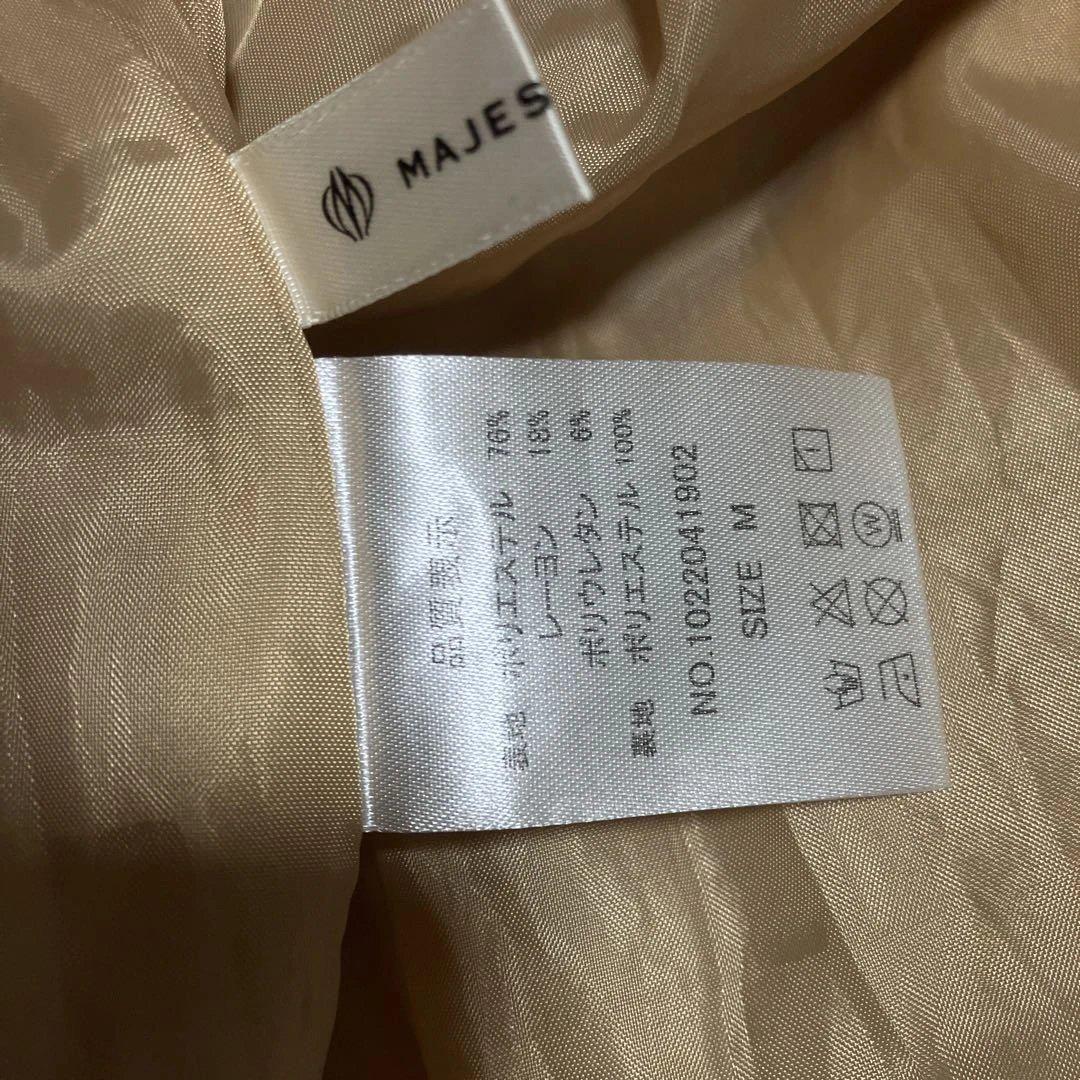 MAJES
品質表示
表地 ポリエステル 76%
レーヨン 18%
ポリウレタン 6%
裏地 ポリエステル 100%
NO.1022041902
SIZE M
W